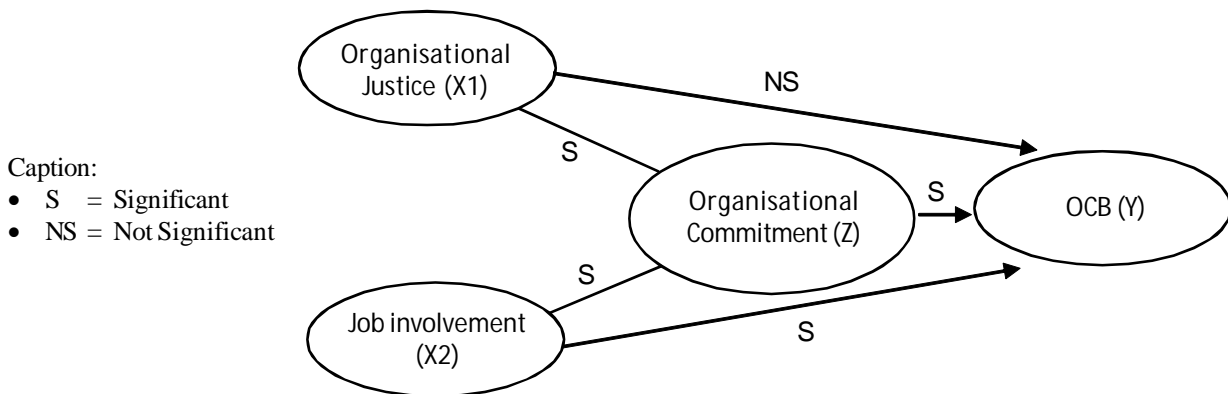 Organisational
Justice (X1)
NS
S
Caption:
• S = Significant
• NS = Not Significant
Organisational
Commitment (Z)
S
OCB (Y)
S
Job involvement
(X2)
S